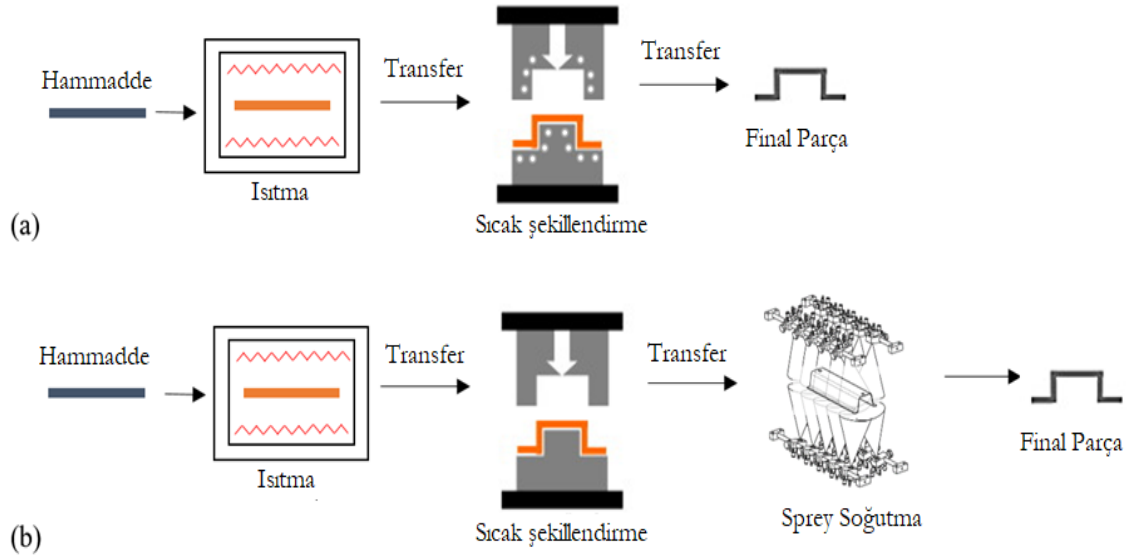 Hammadde
Isıtma
Transfer
Sıcak şekillendirme
Transfer
Final Parça
(a)
Hammadde
Isıtma
Transfer
Sıcak şekillendirme
Transfer
Sprey Soğutma
Final Parça
(b)